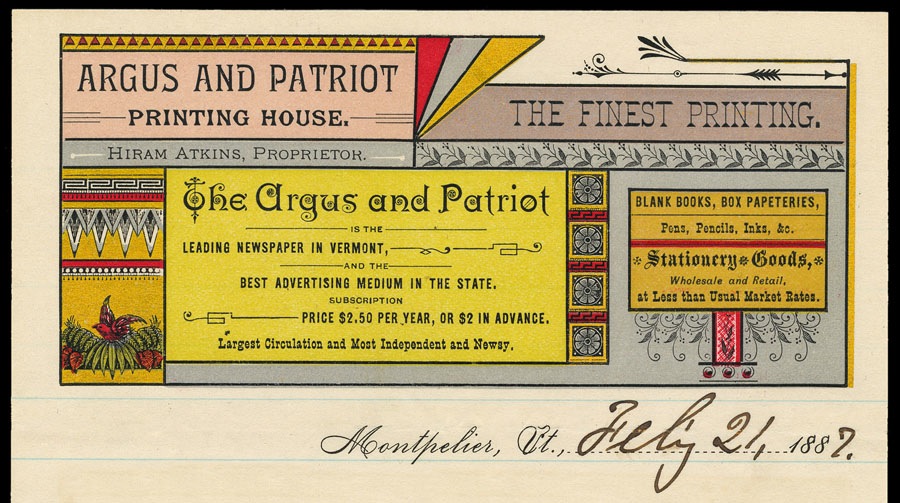 ARGUS AND PATRIOT
PRINTING HOUSE.
HIRAM ATKINS, PROPRIETOR.
THE FINEST PRINTING.
The Argus and Patriot
IS THE
LEADING NEWSPAPER IN VERMONT,
AND THE
BEST ADVERTISING MEDIUM IN THE STATE.
SUBSCRIPTION
PRICE $2.50 PER YEAR, OR $2 IN ADVANCE.
Largest Circulation and Most Independent and Newsy.
BLANK BOOKS, BOX PAPETERIES,
Pens, Pencils, Inks, &c.
Stationery Goods,
Wholesale and Retail,
at Less than Usual Market Rates.
Montpelier, Vt., Feb'y 21, 1887.